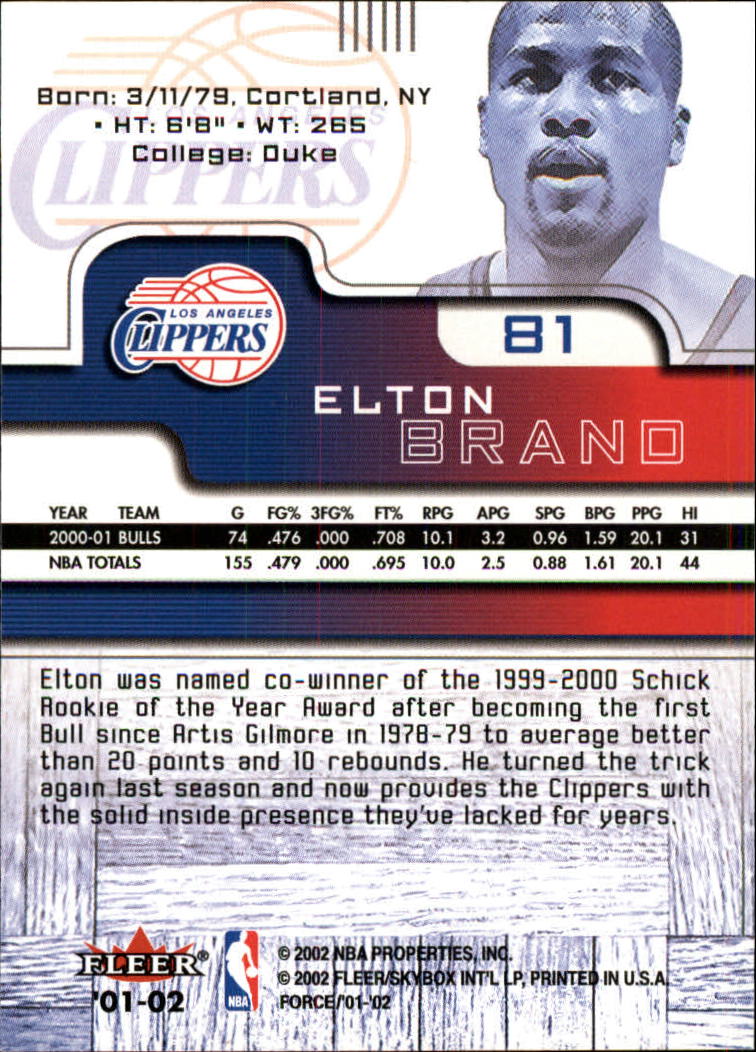 Born: 3/11/79, Cortland, NY
• HT: 6'8" • WT: 265
College: Duke
LOS ANGELES
CLIPPERS
LOS ANGELES
CLIPPERS
81
ELTON
BRAND
YEAR TEAM G FG% 3FG% FT% RPG APG SPG BPG PPG HI
2000-01 BULLS 74 .476 .000 .708 10.1 3.2 0.96 1.59 20.1 31
NBA TOTALS 155 .479 .000 .695 10.0 2.5 0.88 1.61 20.1 44
Elton was named co-winner of the 1999-2000 Schick
Rookie of the Year Award after becoming the first
Bull since Artis Gilmore in 1978-79 to average better
than 20 points and 10 rebounds. He turned the trick
again last season and now provides the Clippers with
the solid inside presence they've lacked for years.
FLEER®
'01-02
NBA
© 2002 NBA PROPERTIES, INC.
© 2002 FLEER/SKYBOX INT'L LP, PRINTED IN U.S.A.
FORCE/'01-'02